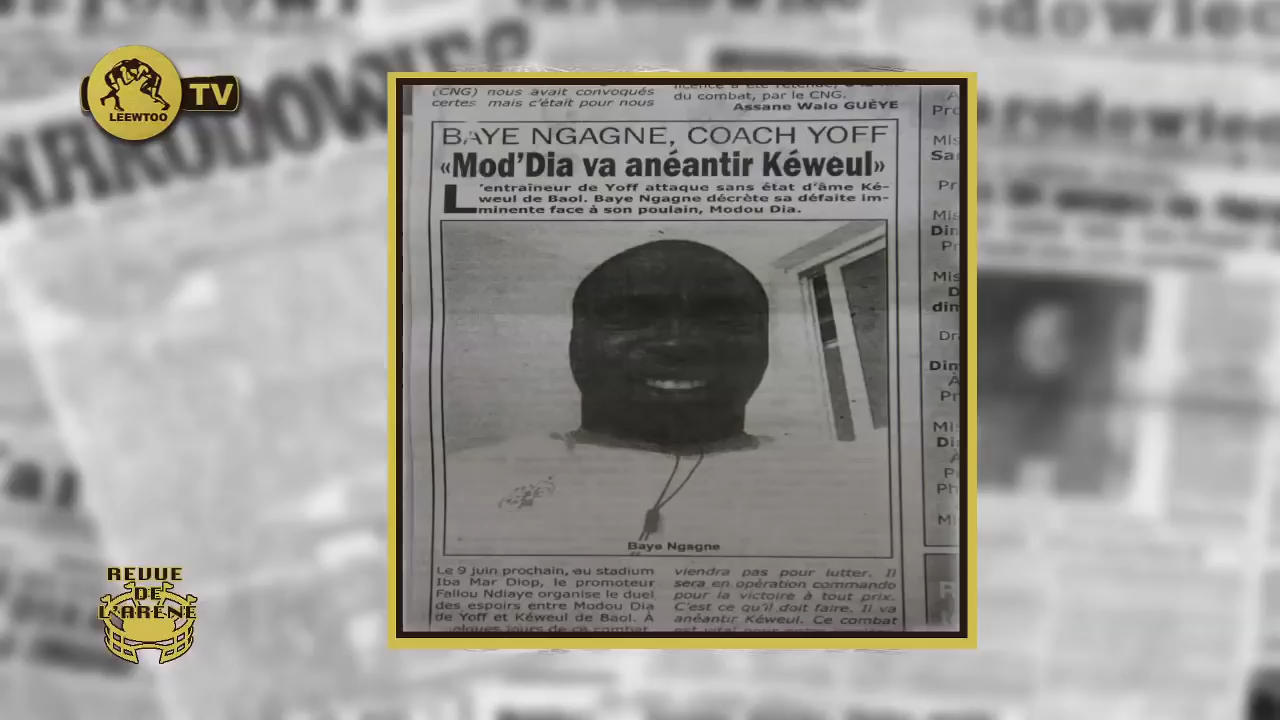 LEEWTOO
TV
(CNG) nous avait convoqués
certes mais c'était pour nous
du combat, par le CNG.
Assane Walo GUÈYE
BAYE NGAGNE, COACH YOFF
«Mod'Dia va anéantir Kéweul»
L'entraîneur de Yoff attaque sans état d'âme Ké-
weul de Baol. Baye Ngagne décrète sa défaite im-
minente face à son poulain, Modou Dia.
Baye Ngagne
Le 9 juin prochain, au stadium
Iba Mar Diop, le promoteur
Fallou Ndiaye organise le duel
des espoirs entre Modou Dia
de Yoff et Kéweul de Baol. À
viendra pas pour lutter. Il
sera en opération commando
pour la victoire à tout prix.
C'est ce qu'il doit faire. Il va
anéantir Kéweul. Ce combat
REVUE
DE
L'ARÈNE
NARODOWIEC